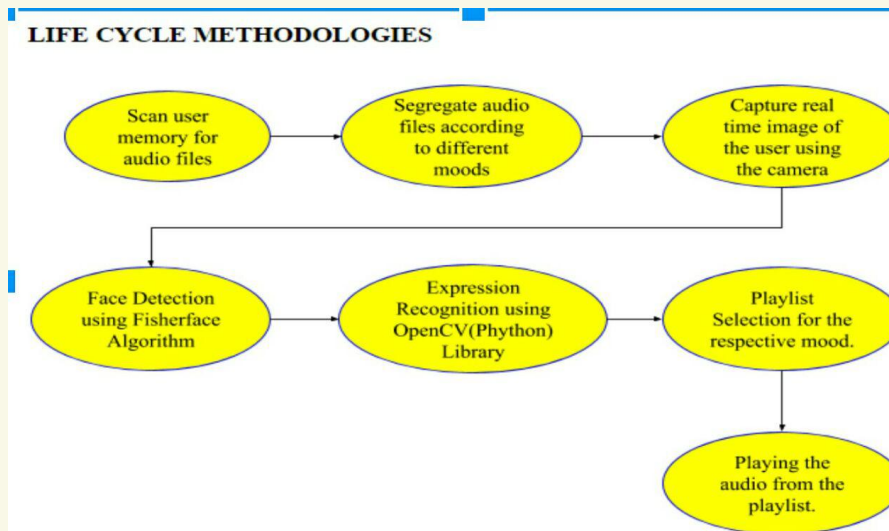 LIFE CYCLE METHODOLOGIES
Scan user
memory for
audio files
Segregate audio
files according
to different
moods
Capture real
time image of
the user using
the camera
Face Detection
using Fisherface
Algorithm
Expression
Recognition using
OpenCV(Phython)
Library
Playlist
Selection for the
respective mood.
Playing the
audio from the
playlist.